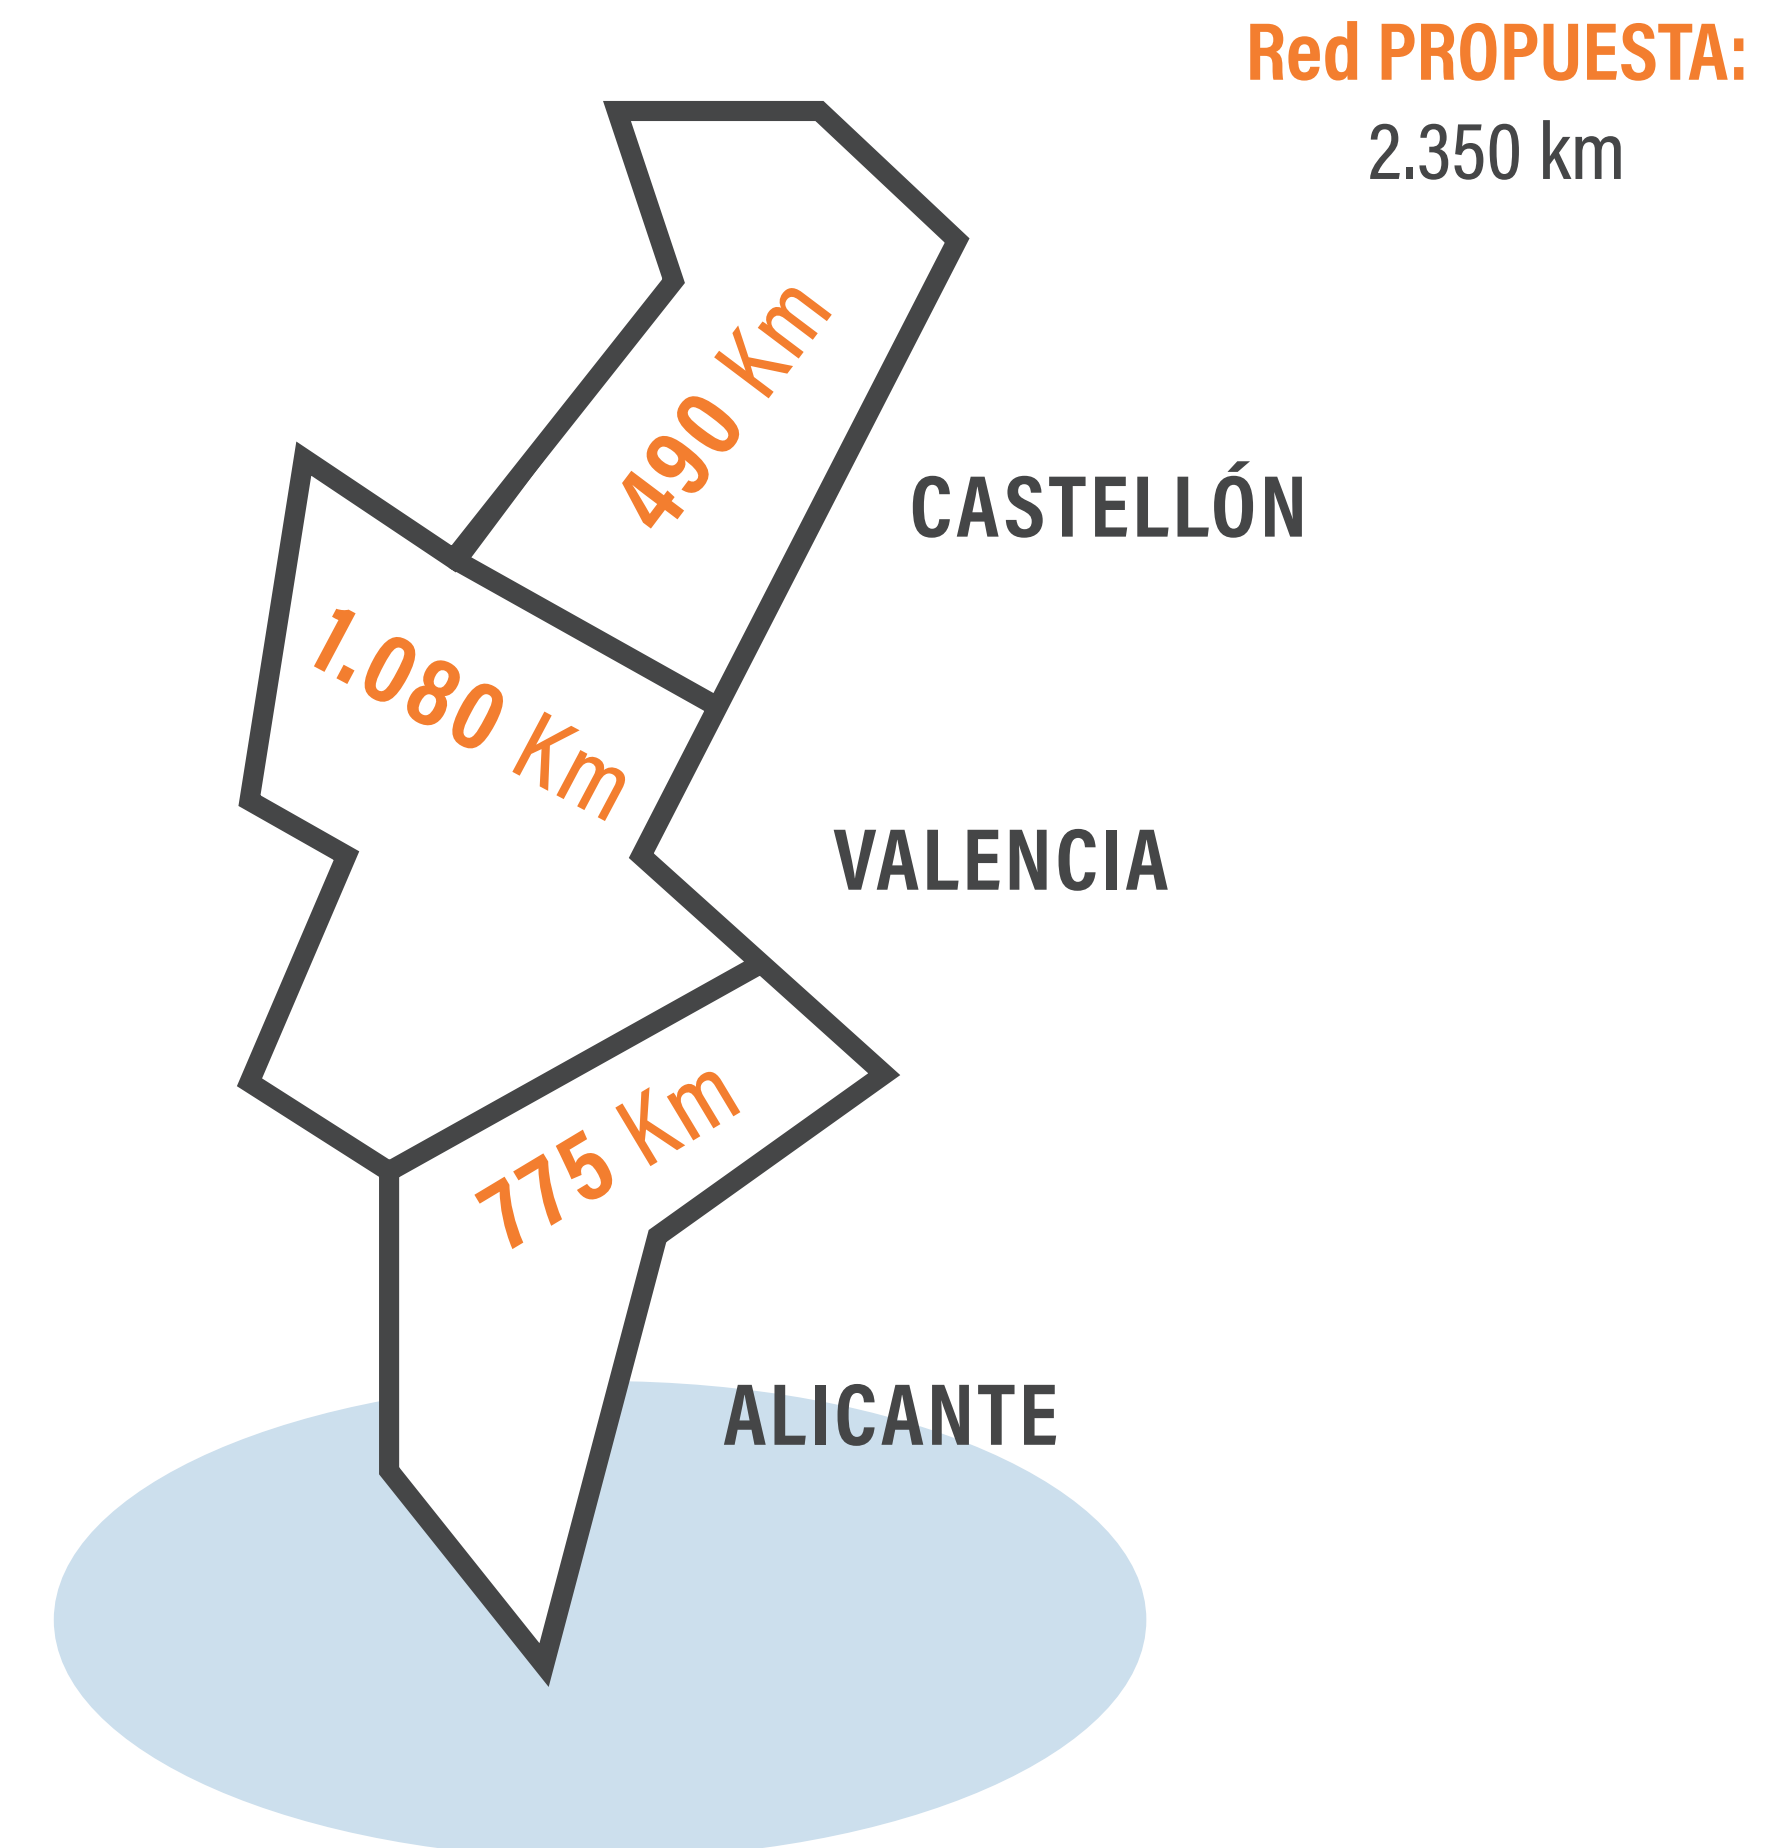 Red PROPUESTA:
2.350 km
490 Km
CASTELLÓN
1.080 Km
VALENCIA
775 Km
ALICANTE